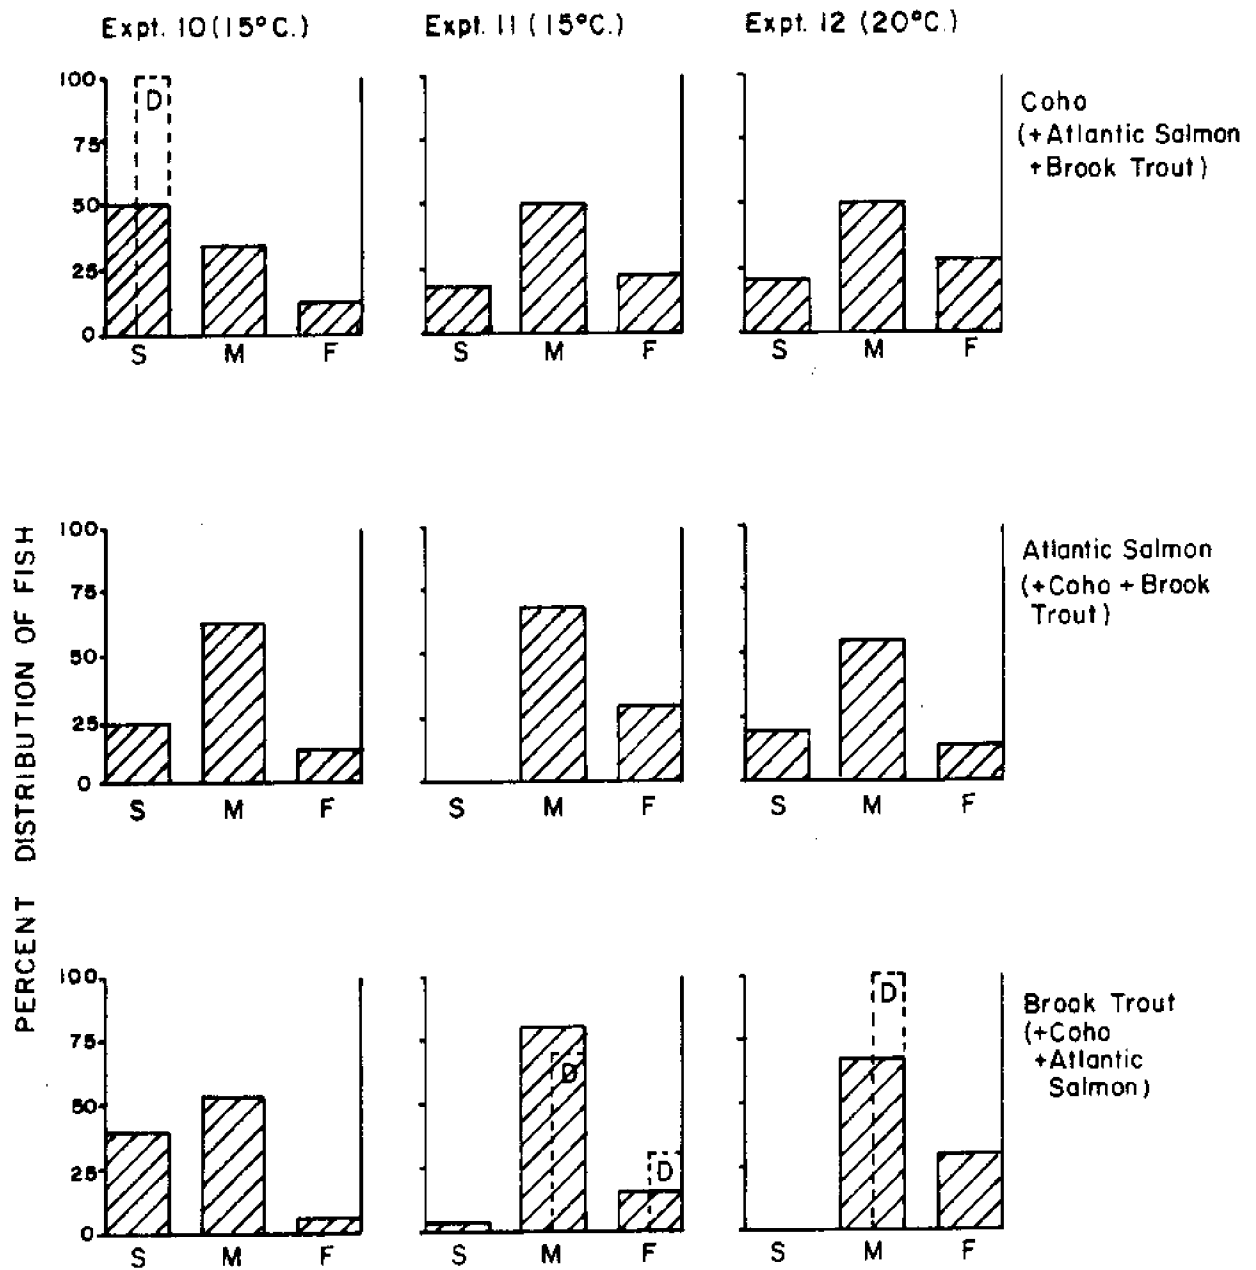 Expt. 10 (15°C.) Expt. 11 (15°C.) Expt. 12 (20°C.)
100
75
50
25
0
D
S M F
S M F
S M F
Coho
(+Atlantic Salmon
+Brook Trout)
PERCENT DISTRIBUTION OF FISH
100
75
50
25
0
S M F
S M F
S M F
Atlantic Salmon
(+Coho + Brook
Trout)
100
75
50
25
0
S M F
D
D
S M F
D
S M F
Brook Trout
(+Coho
+Atlantic
Salmon)